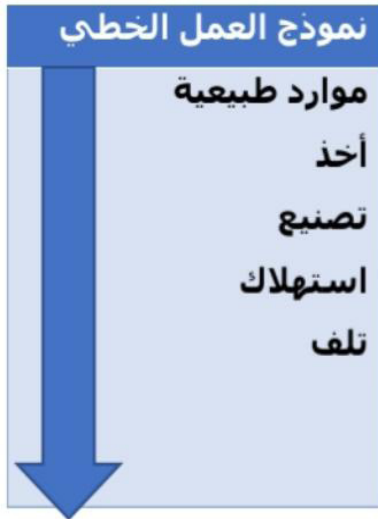 نموذج العمل الخطي
موارد طبيعية
أخذ
تصنيع
استهلاك
تلف